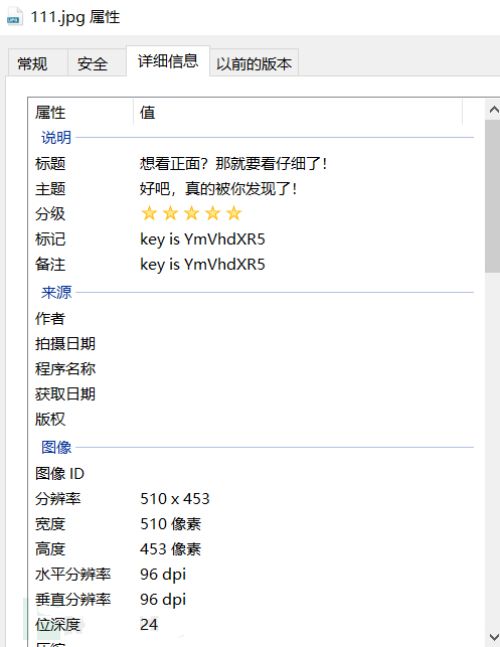 111.jpg 属性
常规 安全 详细信息 以前的版本
属性 值
说明
标题 想看正面？那就要看仔细了！
主题 好吧，真的被你发现了！
分级
标记 key is YmVhdXR5
备注 key is YmVhdXR5
来源
作者
拍摄日期
程序名称
获取日期
版权
图像
图像 ID
分辨率 510 x 453
宽度 510 像素
高度 453 像素
水平分辨率 96 dpi
垂直分辨率 96 dpi
位深度 24